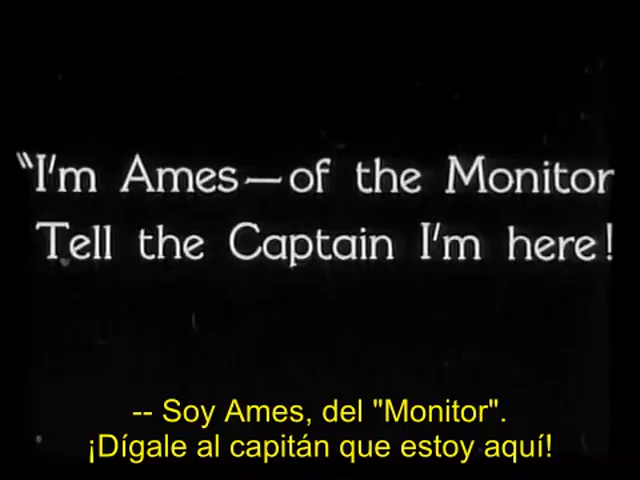 “I'm Ames—of the Monitor
Tell the Captain I'm here!
-- Soy Ames, del "Monitor".
¡Dígale al capitán que estoy aquí!